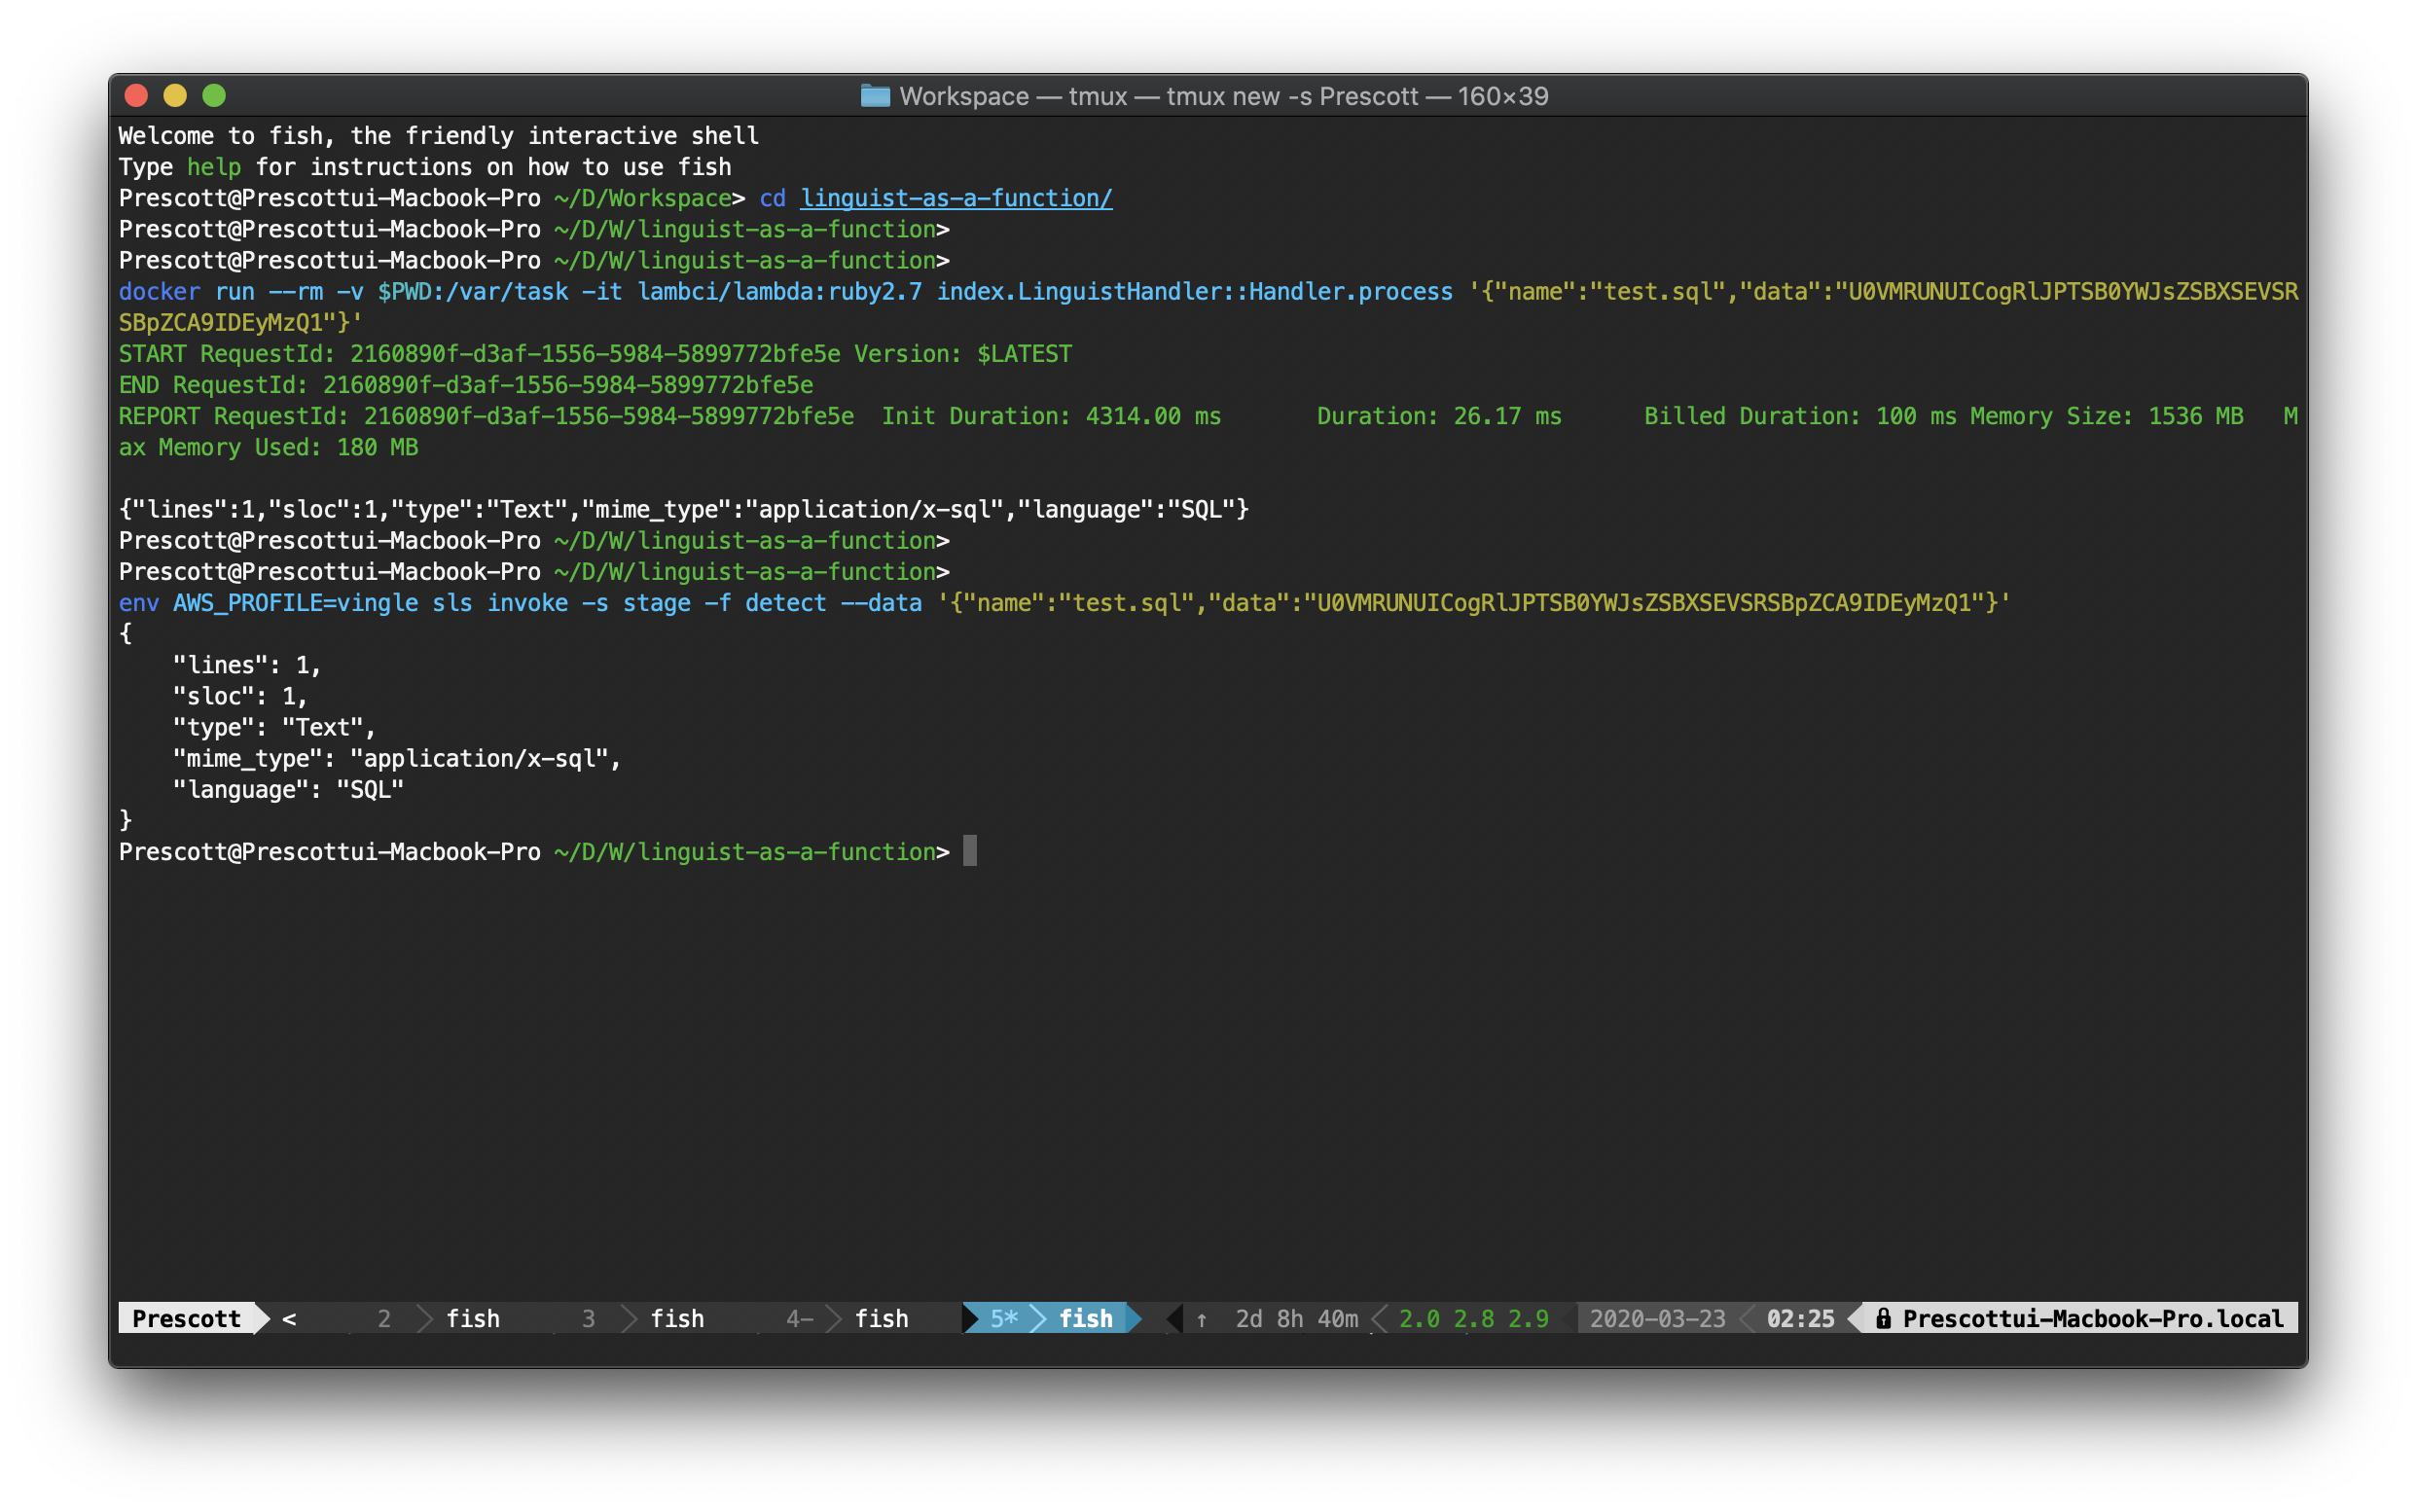 Workspace — tmux — tmux new -s Prescott — 160×39
Welcome to fish, the friendly interactive shell
Type help for instructions on how to use fish
Prescott@Prescottui-Macbook-Pro ~/D/Workspace> cd linguist-as-a-function/
Prescott@Prescottui-Macbook-Pro ~/D/W/linguist-as-a-function>
Prescott@Prescottui-Macbook-Pro ~/D/W/linguist-as-a-function>
docker run --rm -v $PWD:/var/task -it lambci/lambda:ruby2.7 index.LinguistHandler::Handler.process '{"name":"test.sql","data":"U0VMRUNUICogRlJPTSB0YWJsZSBXSEVSR
SBpZCA9IDEyMzQ1"}'
START RequestId: 2160890f-d3af-1556-5984-5899772bfe5e Version: $LATEST
END RequestId: 2160890f-d3af-1556-5984-5899772bfe5e
REPORT RequestId: 2160890f-d3af-1556-5984-5899772bfe5e  Init Duration: 4314.00 ms       Duration: 26.17 ms      Billed Duration: 100 ms Memory Size: 1536 MB   M
ax Memory Used: 180 MB
{"lines":1,"sloc":1,"type":"Text","mime_type":"application/x-sql","language":"SQL"}
Prescott@Prescottui-Macbook-Pro ~/D/W/linguist-as-a-function>
Prescott@Prescottui-Macbook-Pro ~/D/W/linguist-as-a-function>
env AWS_PROFILE=vingle sls invoke -s stage -f detect --data '{"name":"test.sql","data":"U0VMRUNUICogRlJPTSB0YWJsZSBXSEVSRSBpZCA9IDEyMzQ1"}'
{
    "lines": 1,
    "sloc": 1,
    "type": "Text",
    "mime_type": "application/x-sql",
    "language": "SQL"
}
Prescott@Prescottui-Macbook-Pro ~/D/W/linguist-as-a-function>
Prescott < 2 fish 3 fish 4- fish 5* fish ↑ 2d 8h 40m 2.0 2.8 2.9 2020-03-23 02:25 Prescottui-Macbook-Pro.local